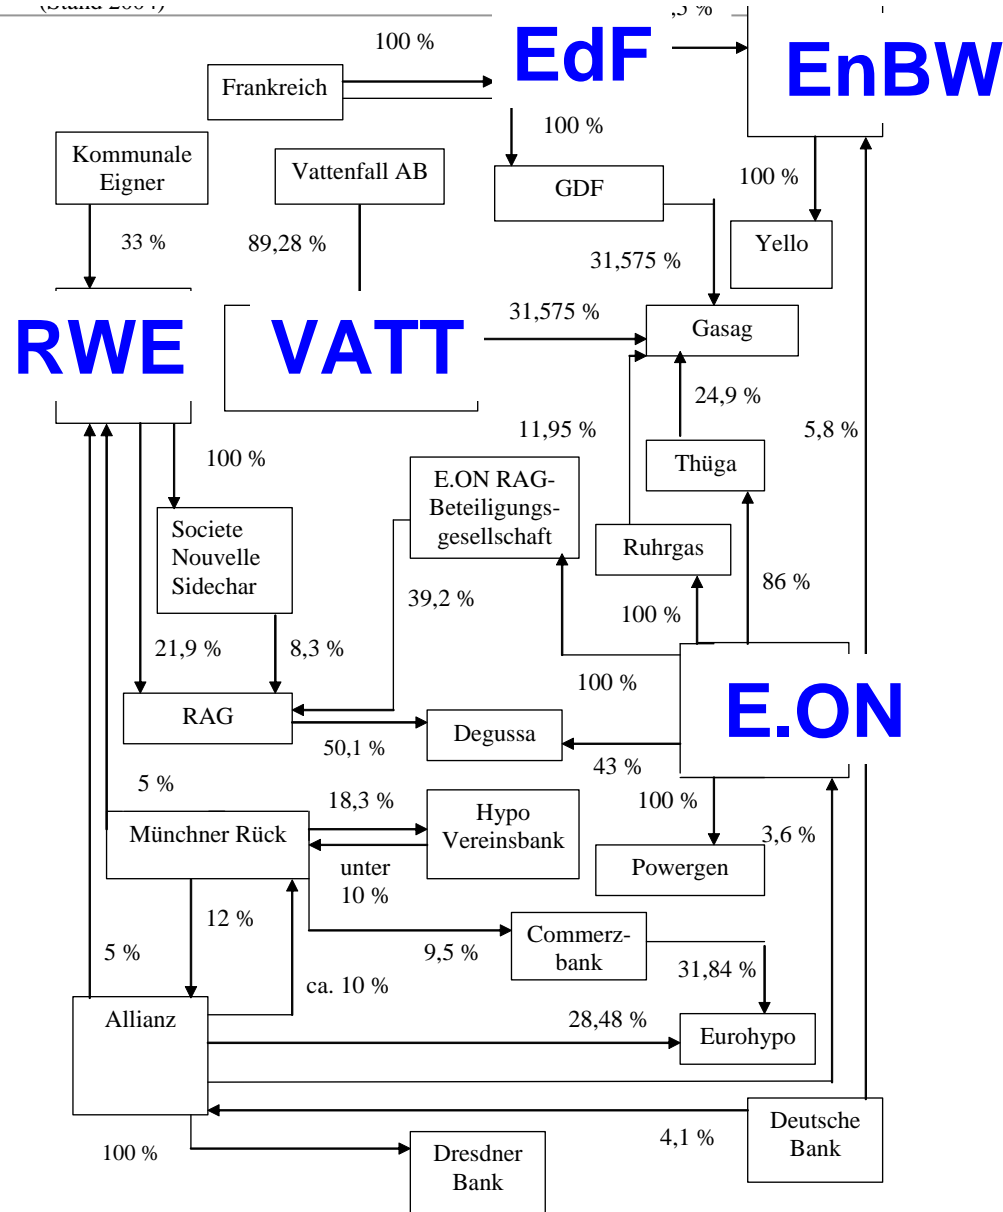 100 %
EdF
EnBW
Frankreich
100 %
Kommunale
Eigner
Vattenfall AB
GDF
100 %
33 %
89,28 %
Yello
31,575 %
RWE
VATT
31,575 %
Gasag
24,9 %
11,95 %
5,8 %
100 %
E.ON RAG-
Beteiligungs-
gesellschaft
Thüga
Societe
Nouvelle
Sidechar
Ruhrgas
86 %
39,2 %
100 %
21,9 %
8,3 %
100 %
RAG
Degussa
E.ON
50,1 %
43 %
5 %
18,3 %
100 %
Münchner Rück
Hypo
Vereinsbank
3,6 %
unter
10 %
Powergen
12 %
5 %
9,5 %
Commerz-
bank
31,84 %
ca. 10 %
Allianz
28,48 %
Eurohypo
Deutsche
Bank
4,1 %
100 %
Dresdner
Bank